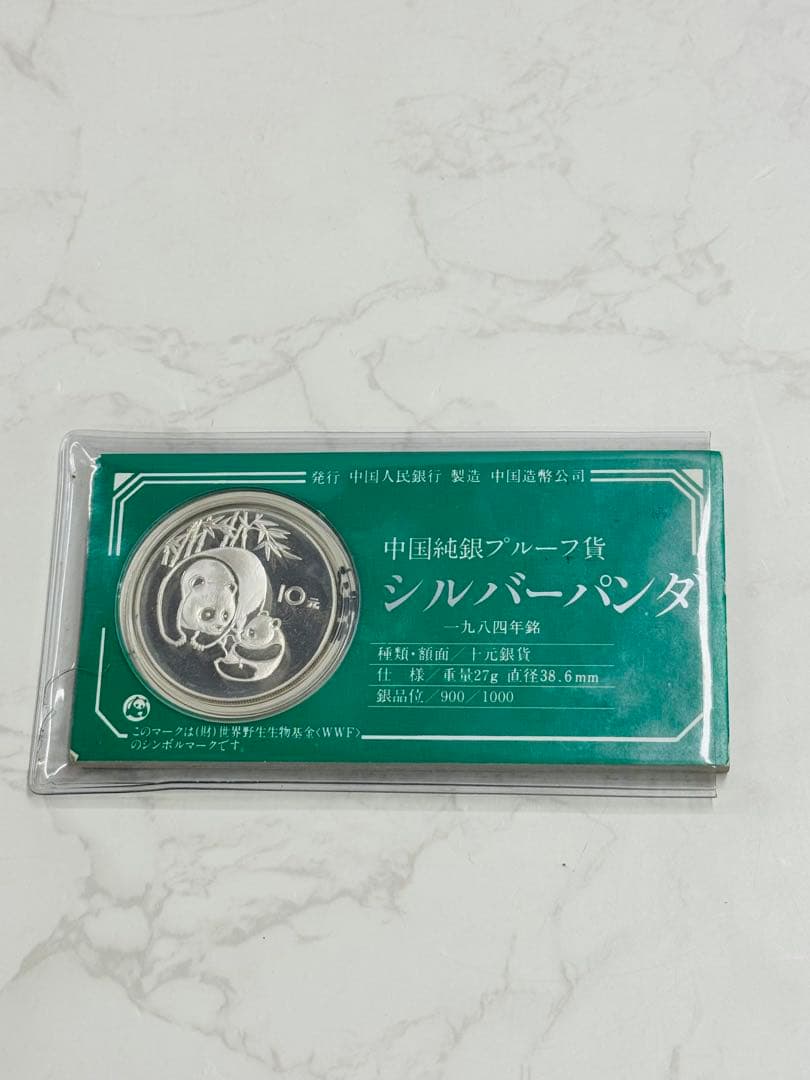 発行 中国人民銀行 製造 中国造幣公司
中国純銀プルーフ貨
シルバーパンダ
一九八四年銘
種類・額面／十元銀貨
仕 様／重量27g 直径38.6mm
銀品位／900／1000
10元
このマークは(財)世界野生生物基金〈WWF〉
のシンボルマークです。